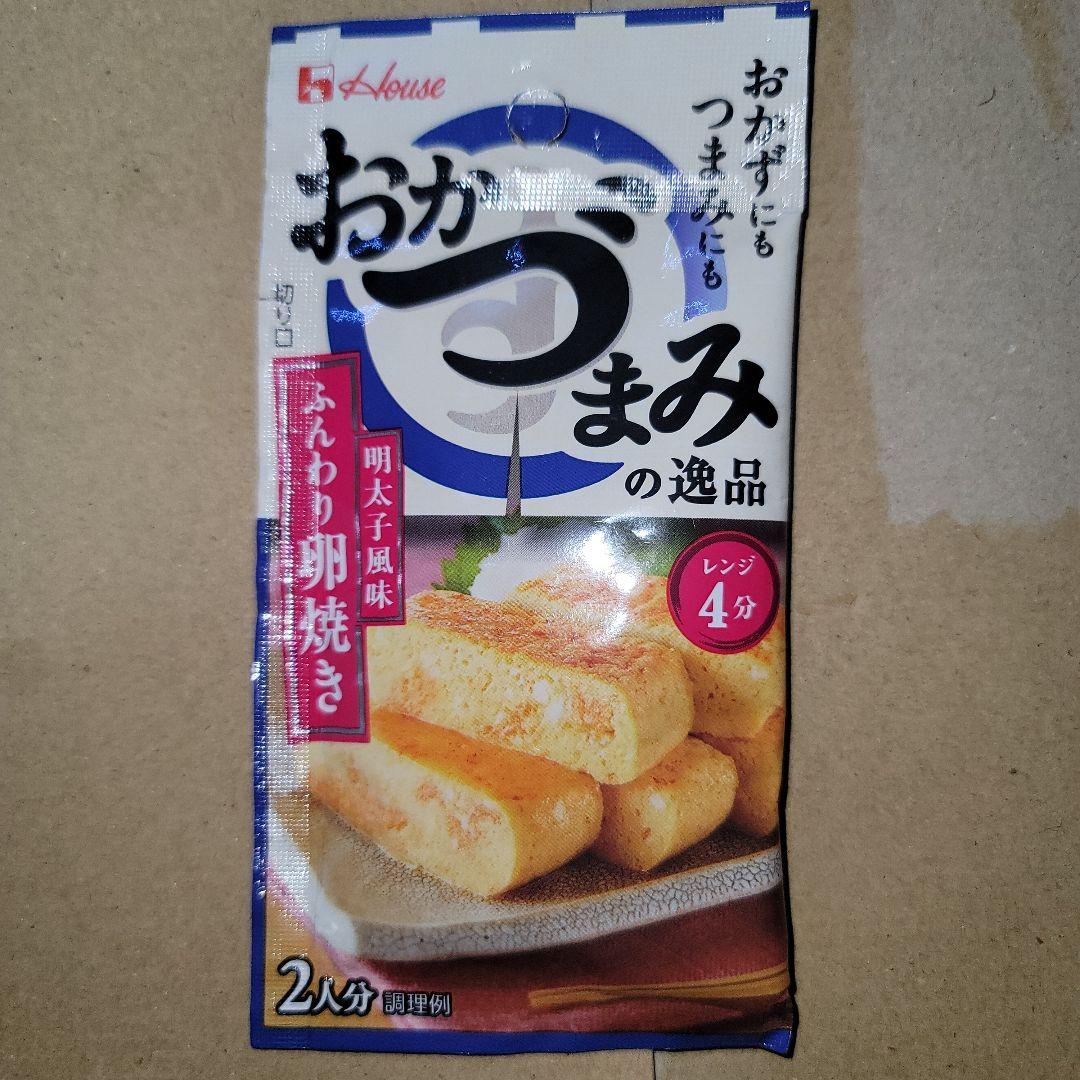 House
おかずにも
つまみにも
おかづまみ
の逸品
切り口
明太子風味
ふんわり卵焼き
レンジ
4分
2人分 調理例